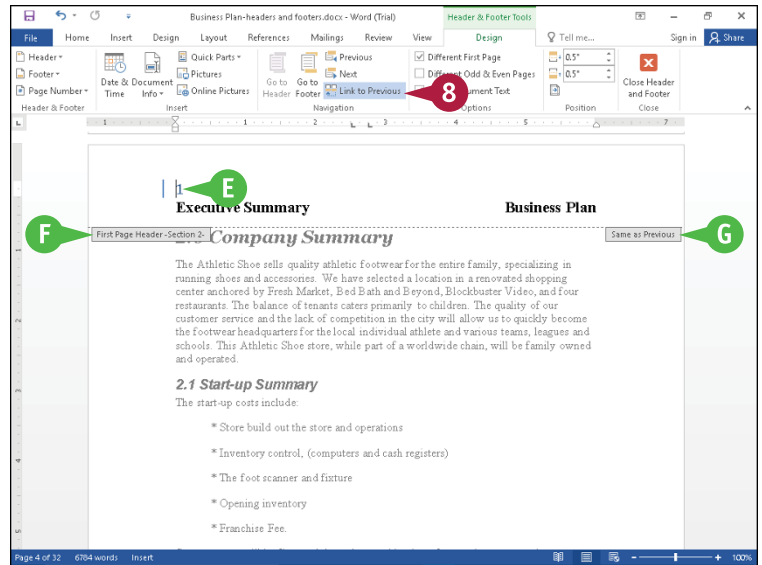 Business Plan-headers and footers.docx - Word (Trial)
Header & Footer Tools
File Home Insert Design Layout References Mailings Review View Design Tell me... Sign in Share
Header
Footer
Page Number
Header & Footer
Date & Time
Document Info
Quick Parts
Pictures
Online Pictures
Insert
Go to Header
Go to Footer
Previous
Next
Link to Previous
Navigation
8
Different First Page
Different Odd & Even Pages
ument Text
Options
0.5"
0.5"
Position
Close Header and Footer
Close
1 1 2 3 4 5 7
1
E
Executive Summary Business Plan
F
First Page Header -Section 2-
Same as Previous
G
Company Summary
The Athletic Shoe sells quality athletic footwear for the entire family, specializing in
running shoes and accessories. We have selected a location in a renovated shopping
center anchored by Fresh Market, Bed Bath and Beyond, Blockbuster Video, and four
restaurants. The balance of tenants caters primarily to children. The quality of our
customer service and the lack of competition in the city will allow us to quickly become
the footwear headquarters for the local individual athlete and various teams, leagues and
schools. This Athletic Shoe store, while part of a worldwide chain, will be family owned
and operated.
2.1 Start-up Summary
The start-up costs include:
* Store build out the store and operations
* Inventory control, (computers and cash registers)
* The foot scanner and fixture
* Opening inventory
* Franchise Fee.
Page 4 of 32 6784 words Insert
100%